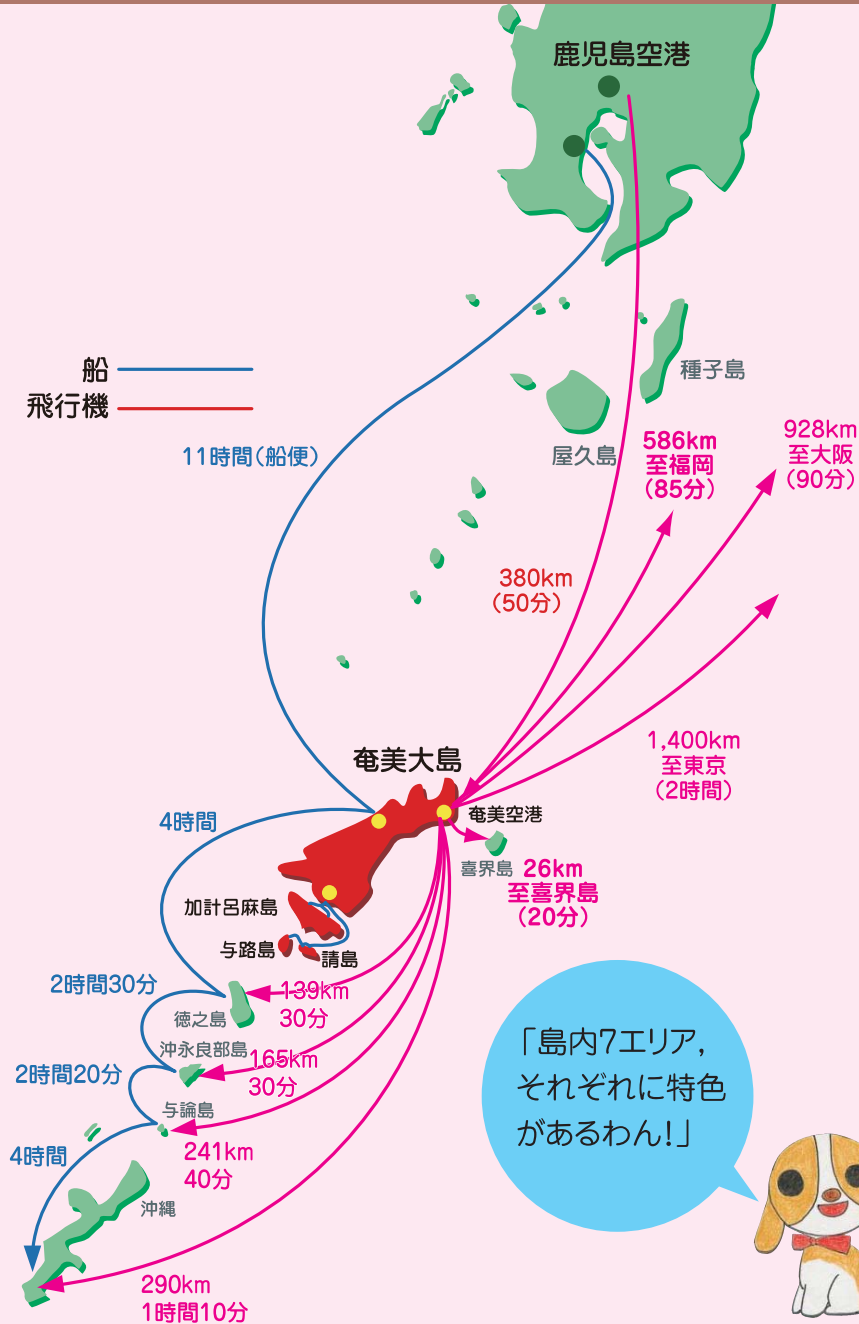 鹿児島空港
船
飛行機
種子島
屋久島
11時間(船便)
586km
至福岡
(85分)
928km
至大阪
(90分)
380km
(50分)
1,400km
至東京
(2時間)
奄美大島
奄美空港
喜界島
26km
至喜界島
(20分)
4時間
加計呂麻島
与路島
請島
2時間30分
139km
30分
徳之島
沖永良部島
165km
30分
2時間20分
与論島
241km
40分
4時間
沖縄
290km
1時間10分
「島内7エリア,
それぞれに特色
があるわん!」